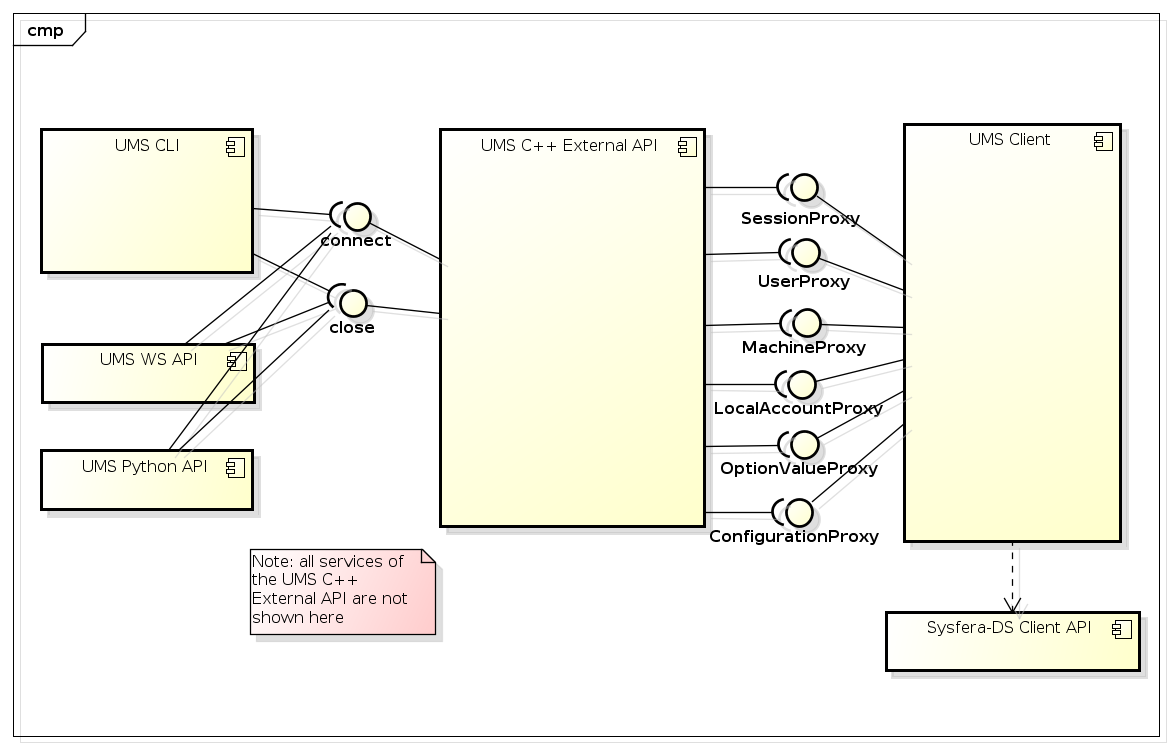 cmp
UMS CLI
UMS C++ External API
UMS Client
connect
close
SessionProxy
UserProxy
MachineProxy
LocalAccountProxy
OptionValueProxy
ConfigurationProxy
UMS WS API
UMS Python API
Note: all services of
the UMS C++
External API are not
shown here
Sysfera-DS Client API